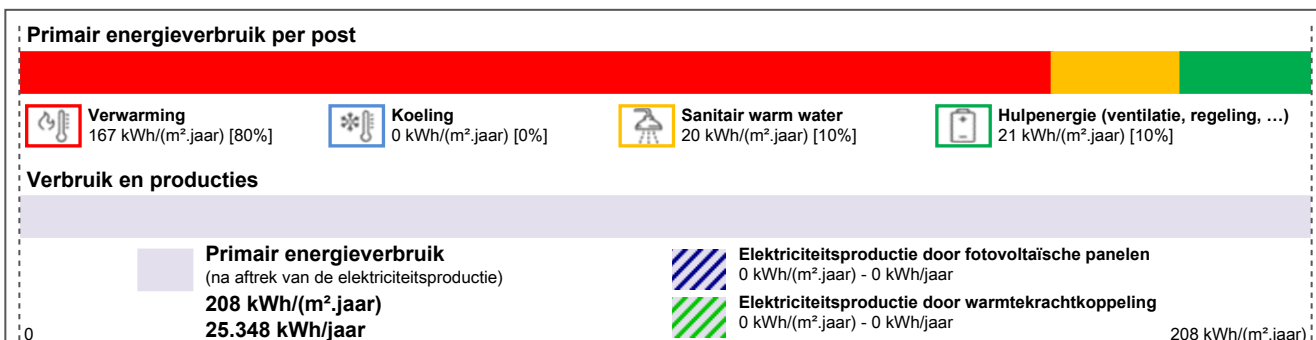 Primair energieverbruik per post
Verwarming
167 kWh/(m².jaar) [80%]
Koeling
0 kWh/(m².jaar) [0%]
Sanitair warm water
20 kWh/(m².jaar) [10%]
Hulpenergie (ventilatie, regeling, …)
21 kWh/(m².jaar) [10%]
Verbruik en producties
Primair energieverbruik
(na aftrek van de elektriciteitsproductie)
208 kWh/(m².jaar)
25.348 kWh/jaar
Elektriciteitsproductie door fotovoltaïsche panelen
0 kWh/(m².jaar) - 0 kWh/jaar
Elektriciteitsproductie door warmtekrachtkoppeling
0 kWh/(m².jaar) - 0 kWh/jaar
0
208 kWh/(m².jaar)